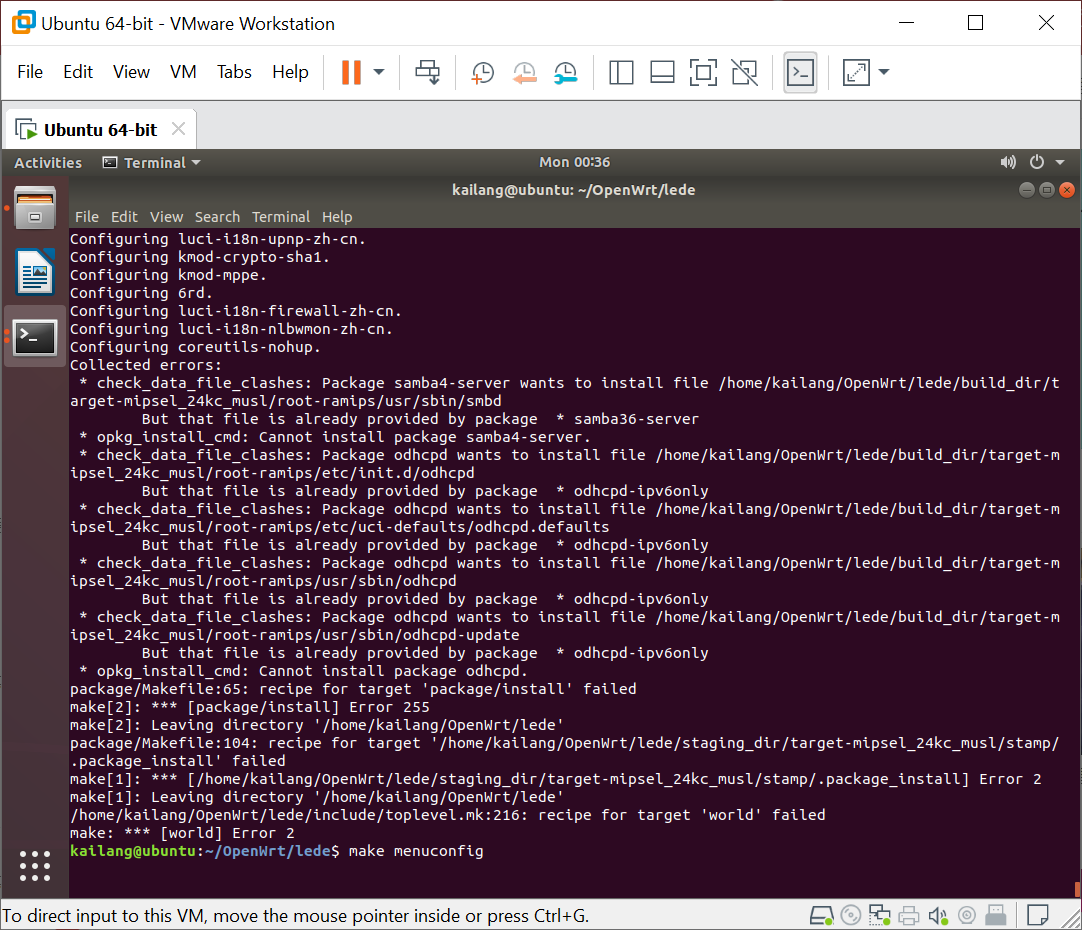 Ubuntu 64-bit - VMware Workstation
File Edit View VM Tabs Help
Ubuntu 64-bit
Activities Terminal Mon 00:36
kailang@ubuntu: ~/OpenWrt/lede
File Edit View Search Terminal Help
Configuring luci-i18n-upnp-zh-cn.
Configuring kmod-crypto-sha1.
Configuring kmod-mppe.
Configuring 6rd.
Configuring luci-i18n-firewall-zh-cn.
Configuring luci-i18n-nlbwmon-zh-cn.
Configuring coreutils-nohup.
Collected errors:
 * check_data_file_clashes: Package samba4-server wants to install file /home/kailang/OpenWrt/lede/build_dir/t
arget-mipsel_24kc_musl/root-ramips/usr/sbin/smbd
        But that file is already provided by package  * samba36-server
 * opkg_install_cmd: Cannot install package samba4-server.
 * check_data_file_clashes: Package odhcpd wants to install file /home/kailang/OpenWrt/lede/build_dir/target-m
ipsel_24kc_musl/root-ramips/etc/init.d/odhcpd
        But that file is already provided by package  * odhcpd-ipv6only
 * check_data_file_clashes: Package odhcpd wants to install file /home/kailang/OpenWrt/lede/build_dir/target-m
ipsel_24kc_musl/root-ramips/etc/uci-defaults/odhcpd.defaults
        But that file is already provided by package  * odhcpd-ipv6only
 * check_data_file_clashes: Package odhcpd wants to install file /home/kailang/OpenWrt/lede/build_dir/target-m
ipsel_24kc_musl/root-ramips/usr/sbin/odhcpd
        But that file is already provided by package  * odhcpd-ipv6only
 * check_data_file_clashes: Package odhcpd wants to install file /home/kailang/OpenWrt/lede/build_dir/target-m
ipsel_24kc_musl/root-ramips/usr/sbin/odhcpd-update
        But that file is already provided by package  * odhcpd-ipv6only
 * opkg_install_cmd: Cannot install package odhcpd.
package/Makefile:65: recipe for target 'package/install' failed
make[2]: *** [package/install] Error 255
make[2]: Leaving directory '/home/kailang/OpenWrt/lede'
package/Makefile:104: recipe for target '/home/kailang/OpenWrt/lede/staging_dir/target-mipsel_24kc_musl/stamp/
.package_install' failed
make[1]: *** [/home/kailang/OpenWrt/lede/staging_dir/target-mipsel_24kc_musl/stamp/.package_install] Error 2
make[1]: Leaving directory '/home/kailang/OpenWrt/lede'
/home/kailang/OpenWrt/lede/include/toplevel.mk:216: recipe for target 'world' failed
make: *** [world] Error 2
kailang@ubuntu:~/OpenWrt/lede$ make menuconfig
To direct input to this VM, move the mouse pointer inside or press Ctrl+G.